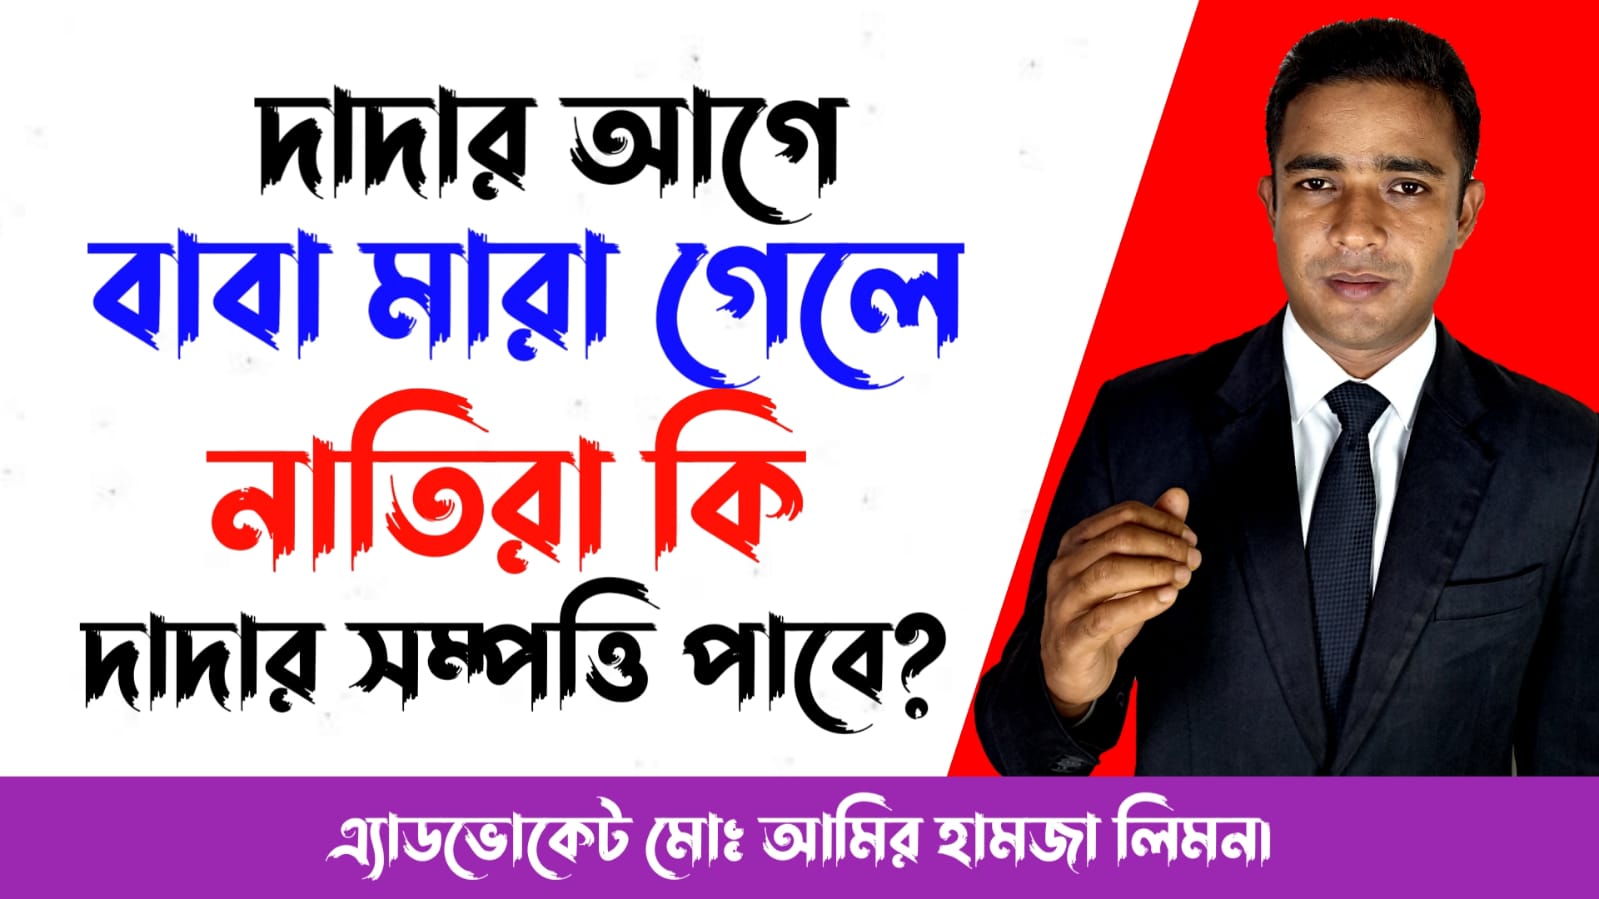 দাদার আগে
বাবা মারা গেলে
নাতিরা কি
দাদার সম্পত্তি পাবে?
এ্যাডভোকেট মোঃ আমির হামজা লিমন।